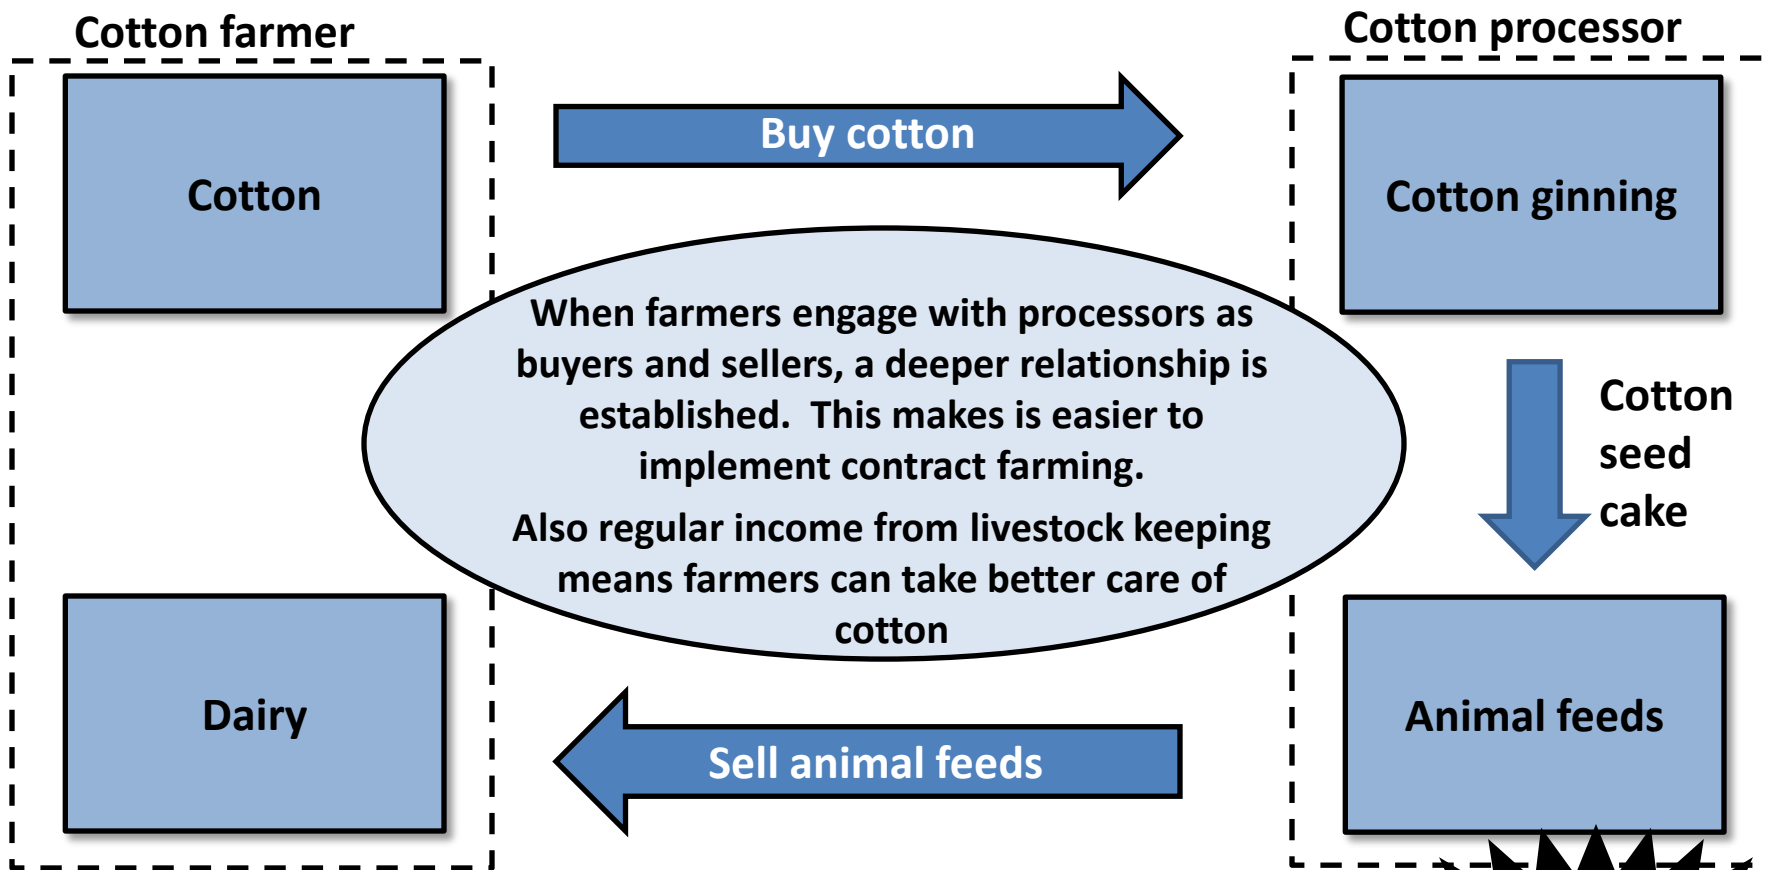 Cotton farmer
Cotton processor
Cotton
Buy cotton
Cotton ginning
When farmers engage with processors as
buyers and sellers, a deeper relationship is
established.  This makes is easier to
implement contract farming.
Also regular income from livestock keeping
means farmers can take better care of
cotton
Cotton
seed
cake
Dairy
Sell animal feeds
Animal feeds